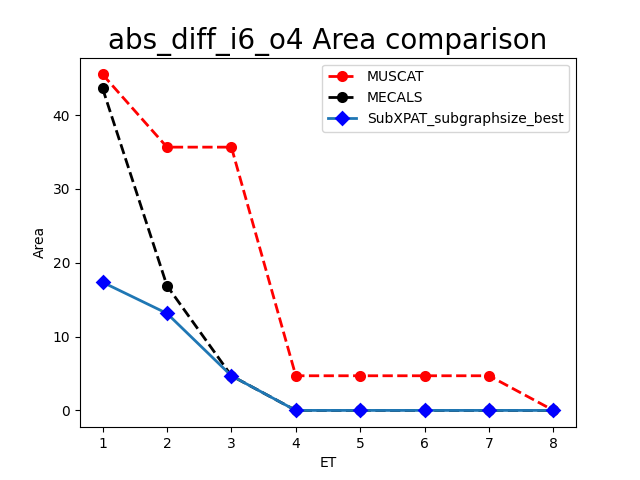 abs_diff_i6_o4 Area comparison
MUSCAT
MECALS
SubXPAT_subgraphsize_best
Area
40
30
20
10
0
1 2 3 4 5 6 7 8
ET